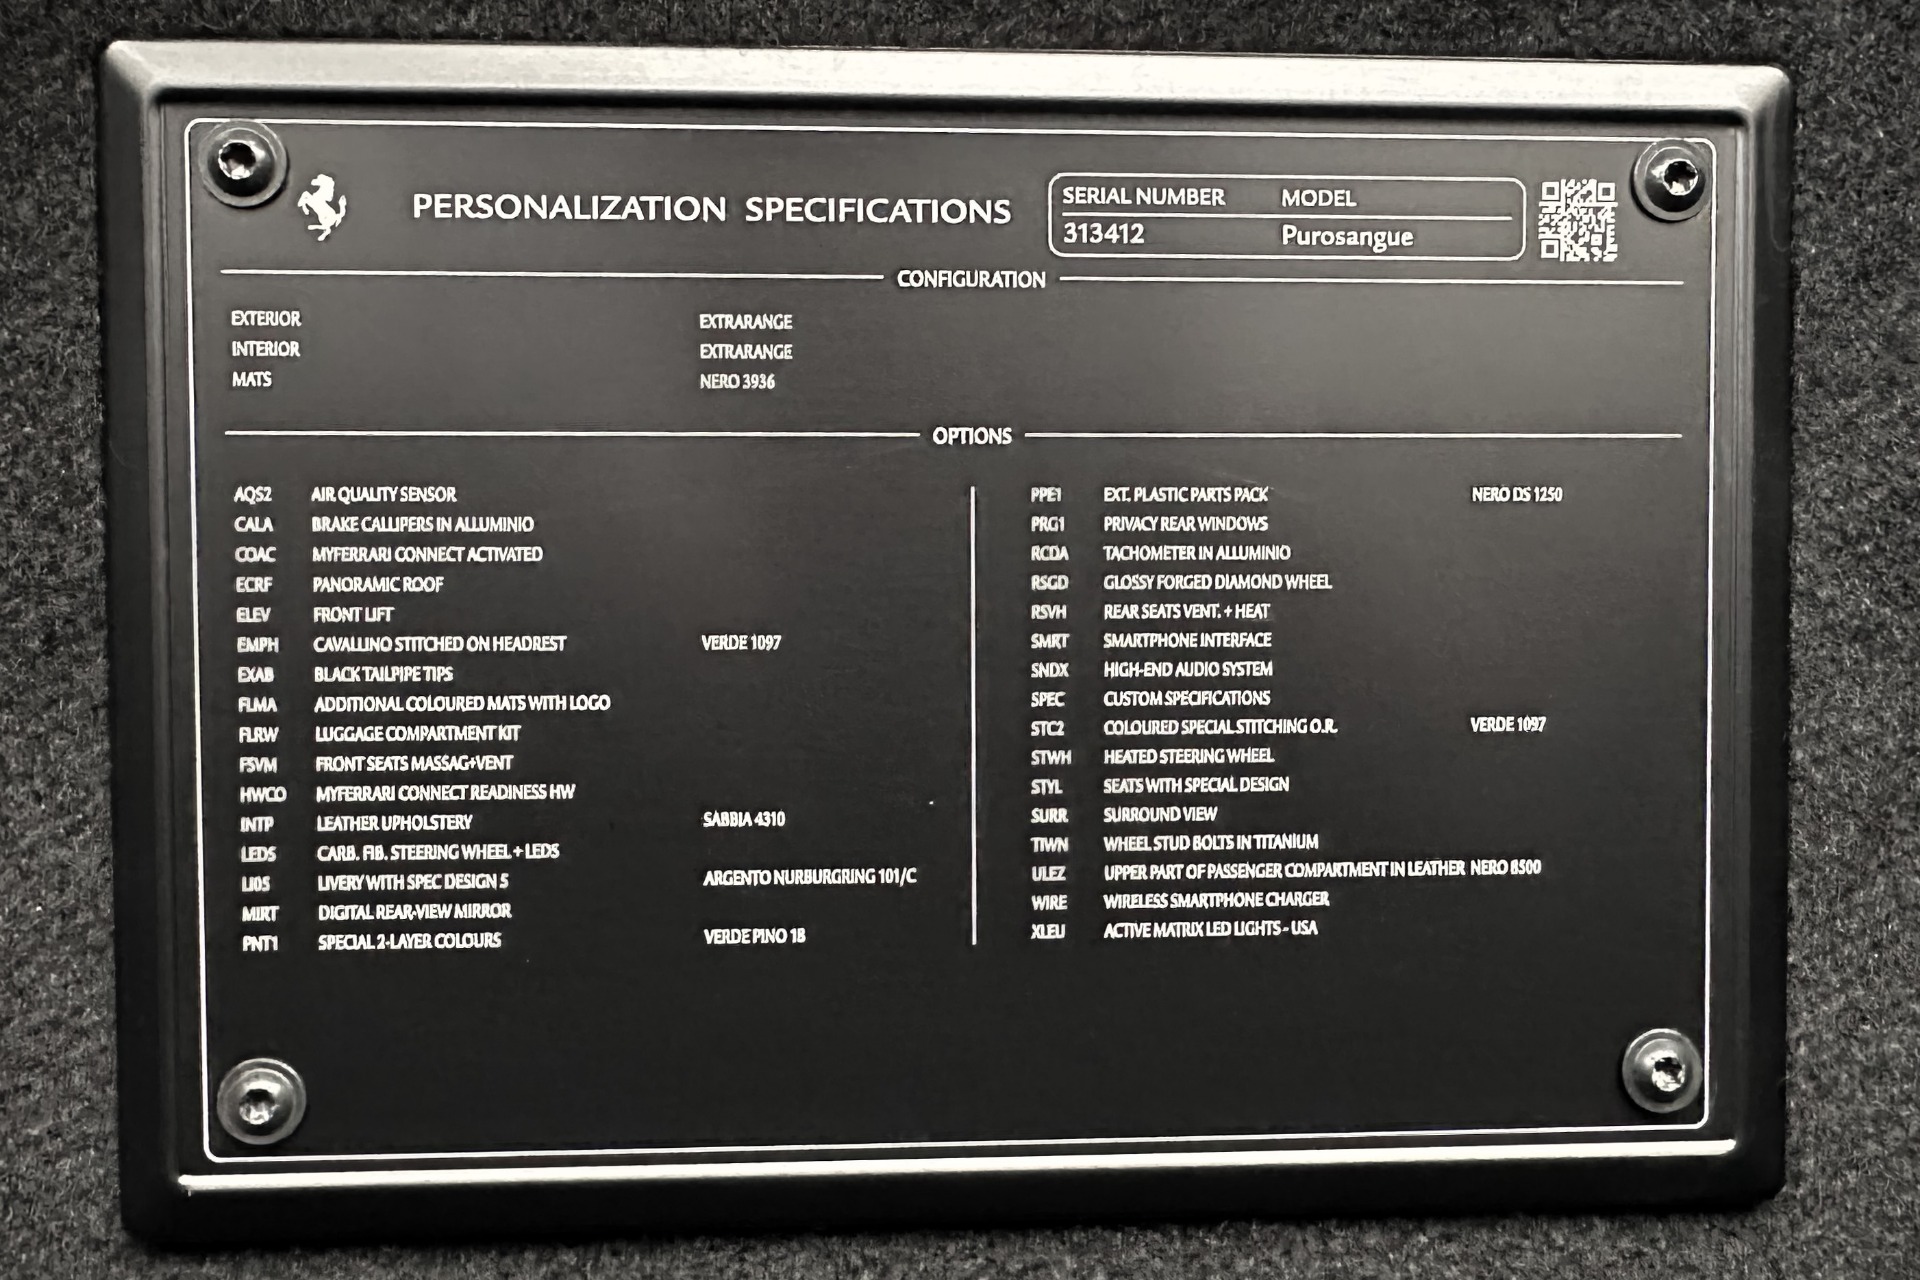 PERSONALIZATION SPECIFICATIONS
SERIAL NUMBER MODEL
313412 Purosangue
CONFIGURATION
EXTERIOR EXTRARANGE
INTERIOR EXTRARANGE
MATS NERO 3936
OPTIONS
AQS2 AIR QUALITY SENSOR
CALA BRAKE CALLIPERS IN ALLUMINIO
COAC MYFERRARI CONNECT ACTIVATED
ECRF PANORAMIC ROOF
ELEV FRONT LIFT
EMPH CAVALLINO STITCHED ON HEADREST VERDE 1097
EXAB BLACK TAILPIPE TIPS
FLMA ADDITIONAL COLOURED MATS WITH LOGO
FLRW LUGGAGE COMPARTMENT KIT
FSVM FRONT SEATS MASSAG+VENT
HWCO MYFERRARI CONNECT READINESS HW
INTP LEATHER UPHOLSTERY SABBIA 4310
LEDS CARB. FIB. STEERING WHEEL + LEDS
LI05 LIVERY WITH SPEC DESIGN 5 ARGENTO NURBURGRING 101/C
MIRT DIGITAL REAR-VIEW MIRROR
PNT1 SPECIAL 2-LAYER COLOURS VERDE PINO 1B
PPE1 EXT. PLASTIC PARTS PACK NERO DS 1250
PRG1 PRIVACY REAR WINDOWS
RCDA TACHOMETER IN ALLUMINIO
RSGD GLOSSY FORGED DIAMOND WHEEL
RSVH REAR SEATS VENT. + HEAT
SMRT SMARTPHONE INTERFACE
SNDX HIGH-END AUDIO SYSTEM
SPEC CUSTOM SPECIFICATIONS
STC2 COLOURED SPECIAL STITCHING O.R. VERDE 1097
STWH HEATED STEERING WHEEL
STYL SEATS WITH SPECIAL DESIGN
SURR SURROUND VIEW
TIWN WHEEL STUD BOLTS IN TITANIUM
ULEZ UPPER PART OF PASSENGER COMPARTMENT IN LEATHER NERO 8500
WIRE WIRELESS SMARTPHONE CHARGER
XLEU ACTIVE MATRIX LED LIGHTS - USA